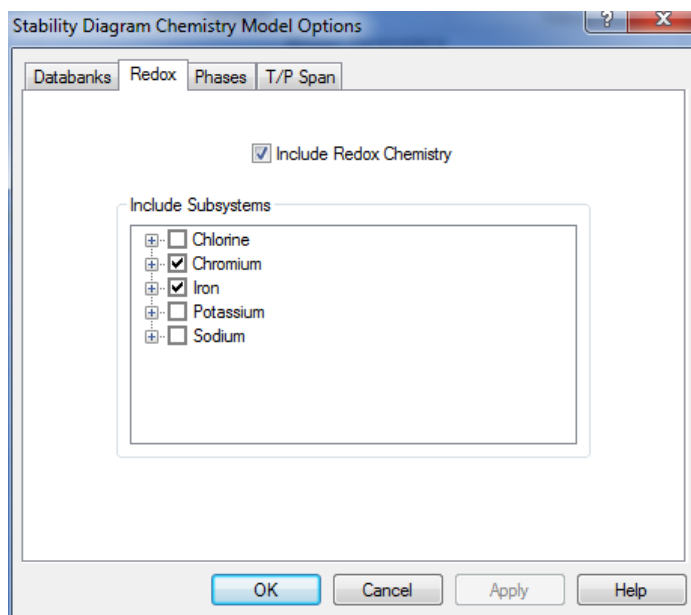 Stability Diagram Chemistry Model Options
?
X
Databanks Redox Phases T/P Span
Include Redox Chemistry
Include Subsystems
Chlorine
Chromium
Iron
Potassium
Sodium
OK Cancel Apply Help